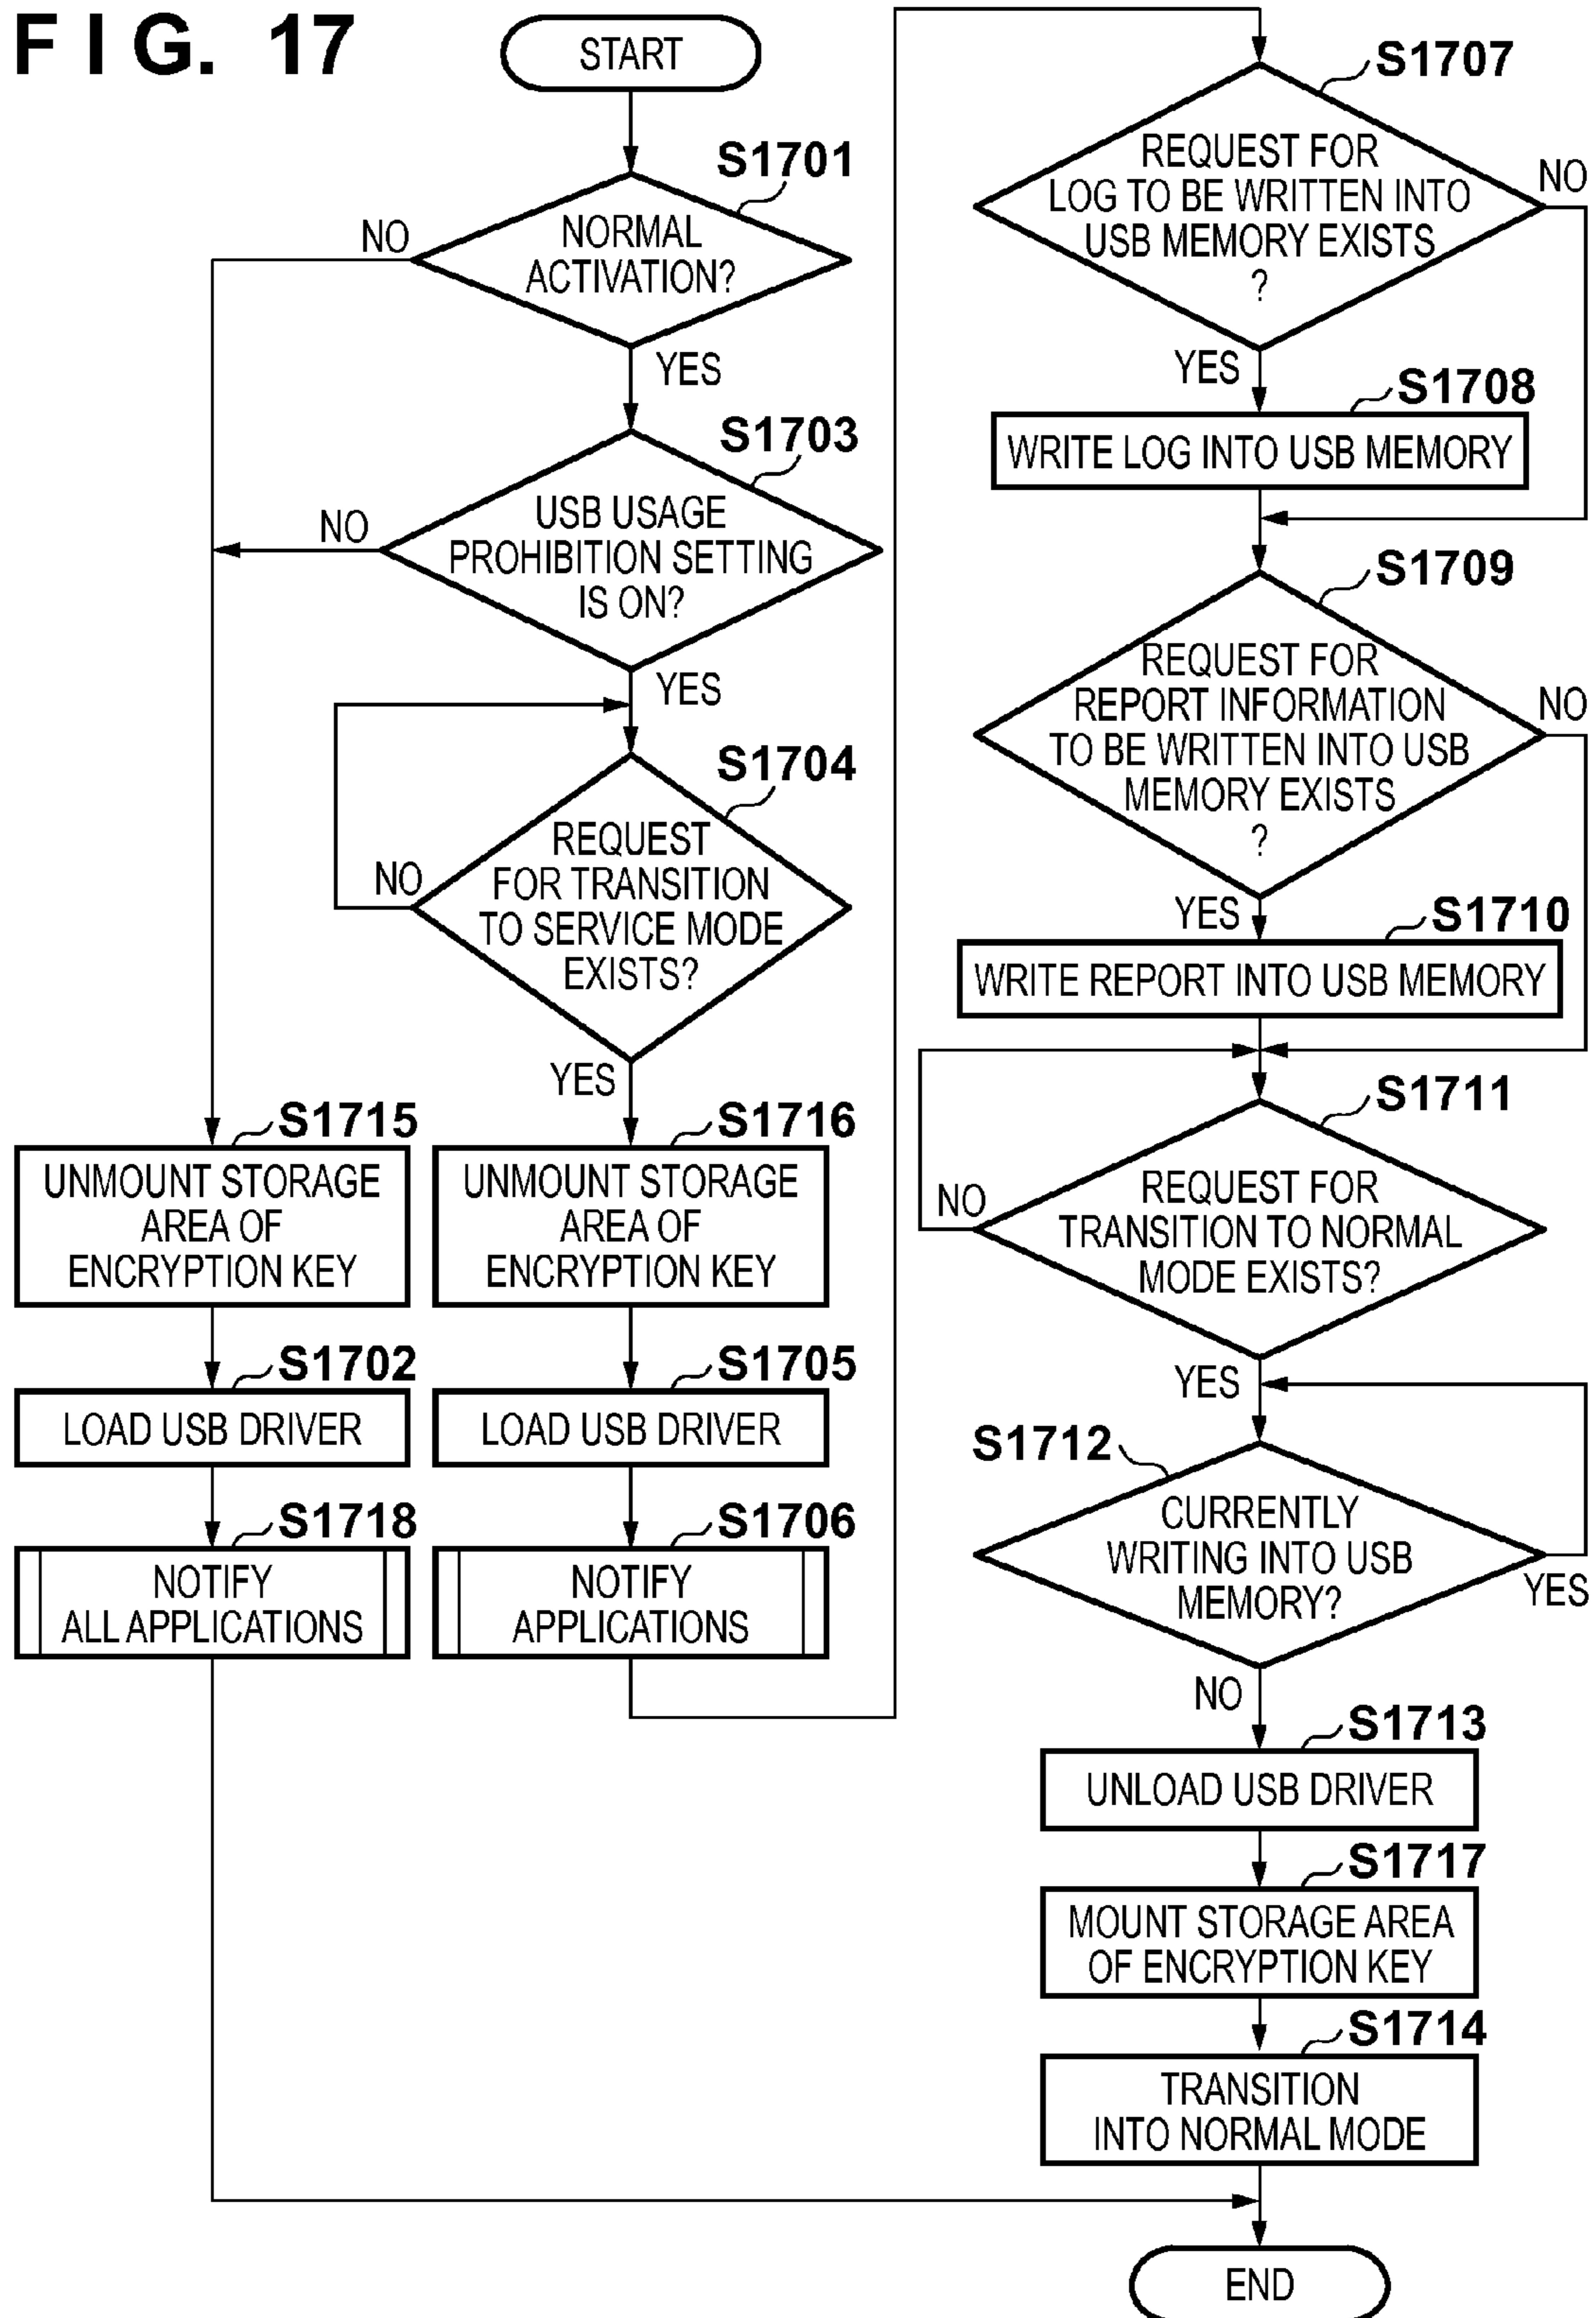 FIG. 17
START
S1701
NORMAL
ACTIVATION?
NO
YES
S1703
USB USAGE
PROHIBITION SETTING
IS ON?
NO
YES
S1704
REQUEST
FOR TRANSITION
TO SERVICE MODE
EXISTS?
NO
YES
S1715
UNMOUNT STORAGE
AREA OF
ENCRYPTION KEY
S1702
LOAD USB DRIVER
S1718
NOTIFY
ALL APPLICATIONS
S1716
UNMOUNT STORAGE
AREA OF
ENCRYPTION KEY
S1705
LOAD USB DRIVER
S1706
NOTIFY
APPLICATIONS
S1707
REQUEST FOR
LOG TO BE WRITTEN INTO
USB MEMORY EXISTS
?
NO
YES
S1708
WRITE LOG INTO USB MEMORY
S1709
REQUEST FOR
REPORT INFORMATION
TO BE WRITTEN INTO USB
MEMORY EXISTS
?
NO
YES
S1710
WRITE REPORT INTO USB MEMORY
S1711
REQUEST FOR
TRANSITION TO NORMAL
MODE EXISTS?
NO
YES
S1712
CURRENTLY
WRITING INTO USB
MEMORY?
YES
NO
S1713
UNLOAD USB DRIVER
S1717
MOUNT STORAGE AREA
OF ENCRYPTION KEY
S1714
TRANSITION
INTO NORMAL MODE
END